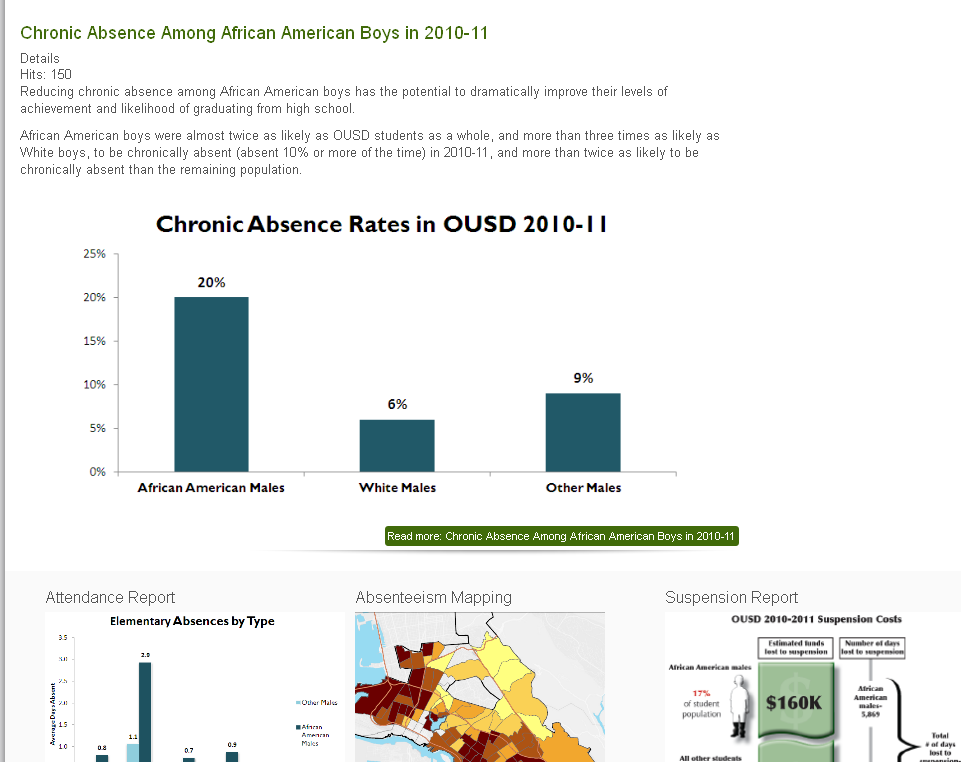 Chronic Absence Among African American Boys in 2010-11
Details
Hits: 150
Reducing chronic absence among African American boys has the potential to dramatically improve their levels of
achievement and likelihood of graduating from high school.
African American boys were almost twice as likely as OUSD students as a whole, and more than three times as likely as
White boys, to be chronically absent (absent 10% or more of the time) in 2010-11, and more than twice as likely to be
chronically absent than the remaining population.
Chronic Absence Rates in OUSD 2010-11
25%
20%
15%
10%
5%
0%
20%
6%
9%
African American Males
White Males
Other Males
Read more: Chronic Absence Among African American Boys in 2010-11
Attendance Report
Elementary Absences by Type
Average Days Absent
3.5
3.0
2.5
2.0
1.5
1.0
0.8
1.1
2.9
0.7
0.9
Other Males
African
American
Males
Absenteeism Mapping
Suspension Report
OUSD 2010-2011 Suspension Costs
Estimated funds
lost to suspension
Number of days
lost to suspension
African American males
17%
of student
population
$160K
African
American
males-
5,869
Total
# of days
lost to
suspension-
All other students